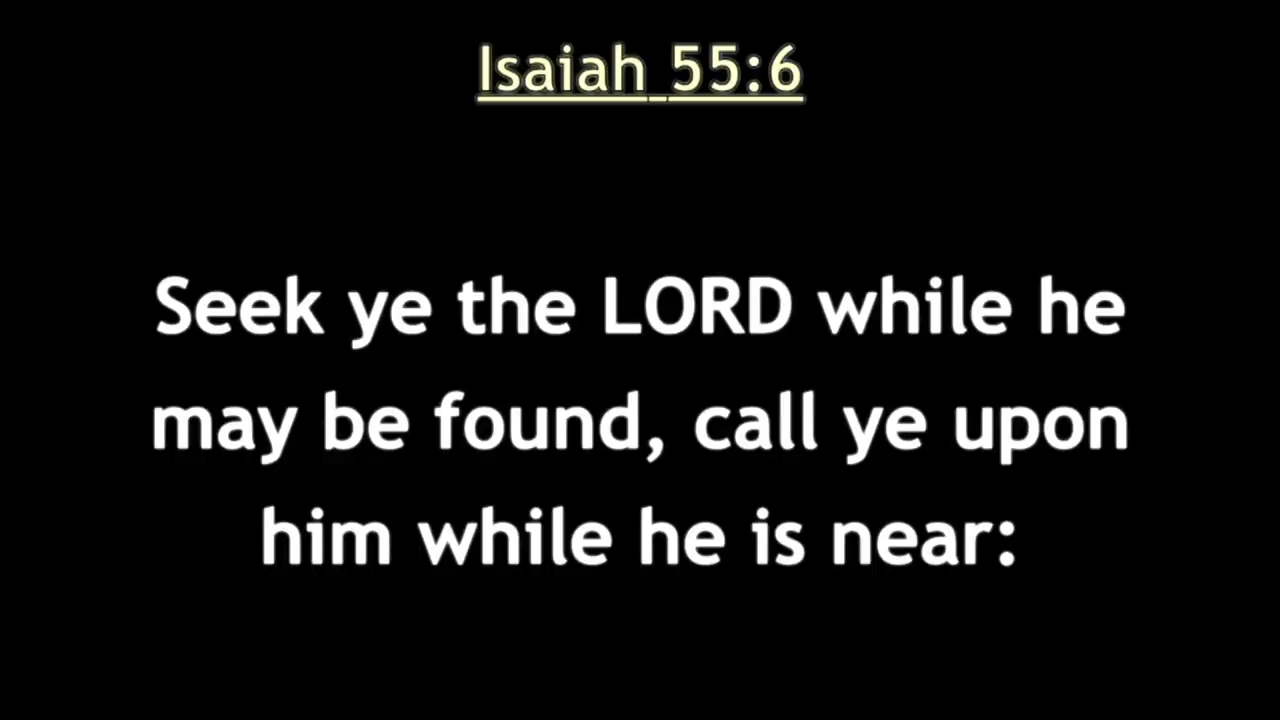 Isaiah 55:6
Seek ye the LORD while he
may be found, call ye upon
him while he is near: